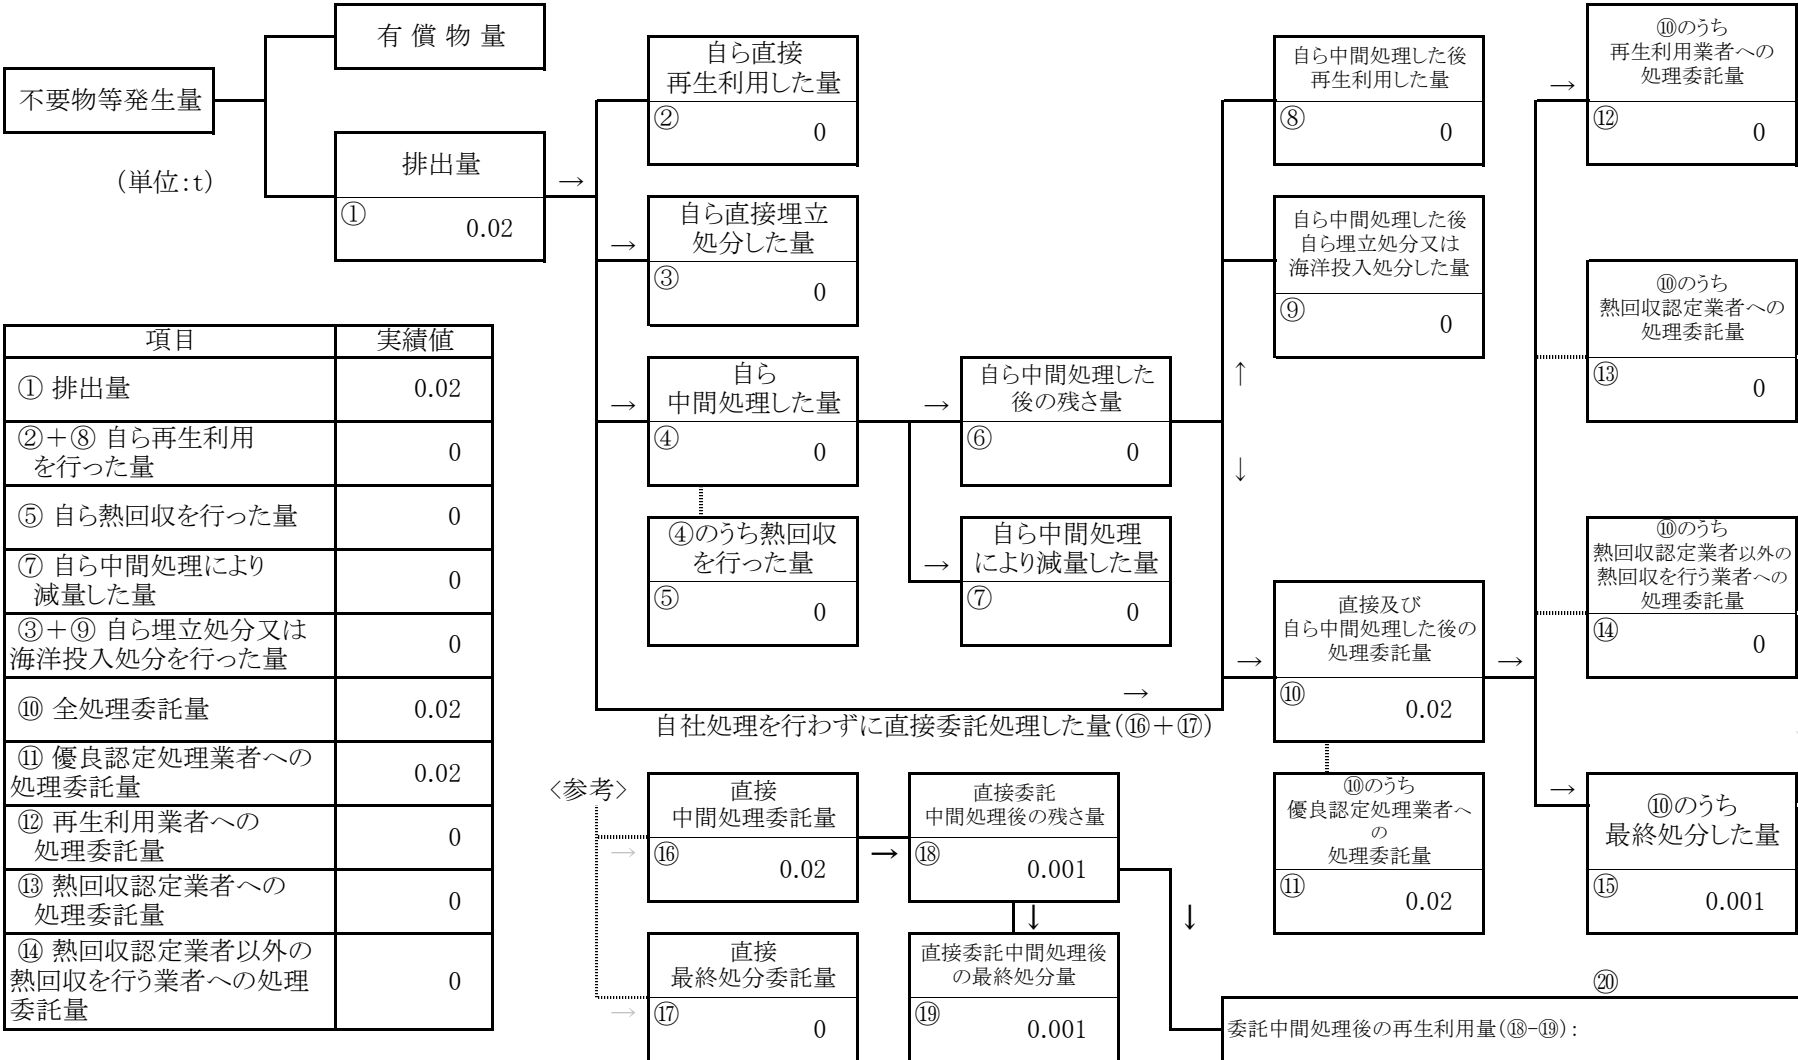 有 償 物 量
不要物等発生量
排出量
①
0.02
(単位:t)
→
自ら直接
再生利用した量
②
0
→
自ら直接埋立
処分した量
③
0
→
自ら
中間処理した量
④
0
④のうち熱回収
を行った量
⑤
0
→
自ら中間処理した
後の残さ量
⑥
0
→
自ら中間処理
により減量した量
⑦
0
自ら中間処理した後
再生利用した量
⑧
0
自ら中間処理した後
自ら埋立処分又は
海洋投入処分した量
⑨
0
↑
↓
→
直接及び
自ら中間処理した後の
処理委託量
⑩
0.02
⑩のうち
優良認定処理業者へ
の
処理委託量
⑪
0.02
→
→
⑩のうち
再生利用業者への
処理委託量
⑫
0
⑩のうち
熱回収認定業者への
処理委託量
⑬
0
⑩のうち
熱回収認定業者以外の
熱回収を行う業者への
処理委託量
⑭
0
→
⑩のうち
最終処分した量
⑮
0.001
→
自社処理を行わずに直接委託処理した量(⑯+⑰)
項目 実績値
① 排出量 0.02
②+⑧ 自ら再生利用
を行った量 0
⑤ 自ら熱回収を行った量 0
⑦ 自ら中間処理により
減量した量 0
③+⑨ 自ら埋立処分又は
海洋投入処分を行った量 0
⑩ 全処理委託量 0.02
⑪ 優良認定処理業者への
処理委託量 0.02
⑫ 再生利用業者への
処理委託量 0
⑬ 熱回収認定業者への
処理委託量 0
⑭ 熱回収認定業者以外の
熱回収を行う業者への処理
委託量 0
<参考>
→
直接
中間処理委託量
⑯
0.02
→
直接委託
中間処理後の残さ量
⑱
0.001
↓
↓
→
直接
最終処分委託量
⑰
0
直接委託中間処理後
の最終処分量
⑲
0.001
⑳
委託中間処理後の再生利用量(⑱-⑲):